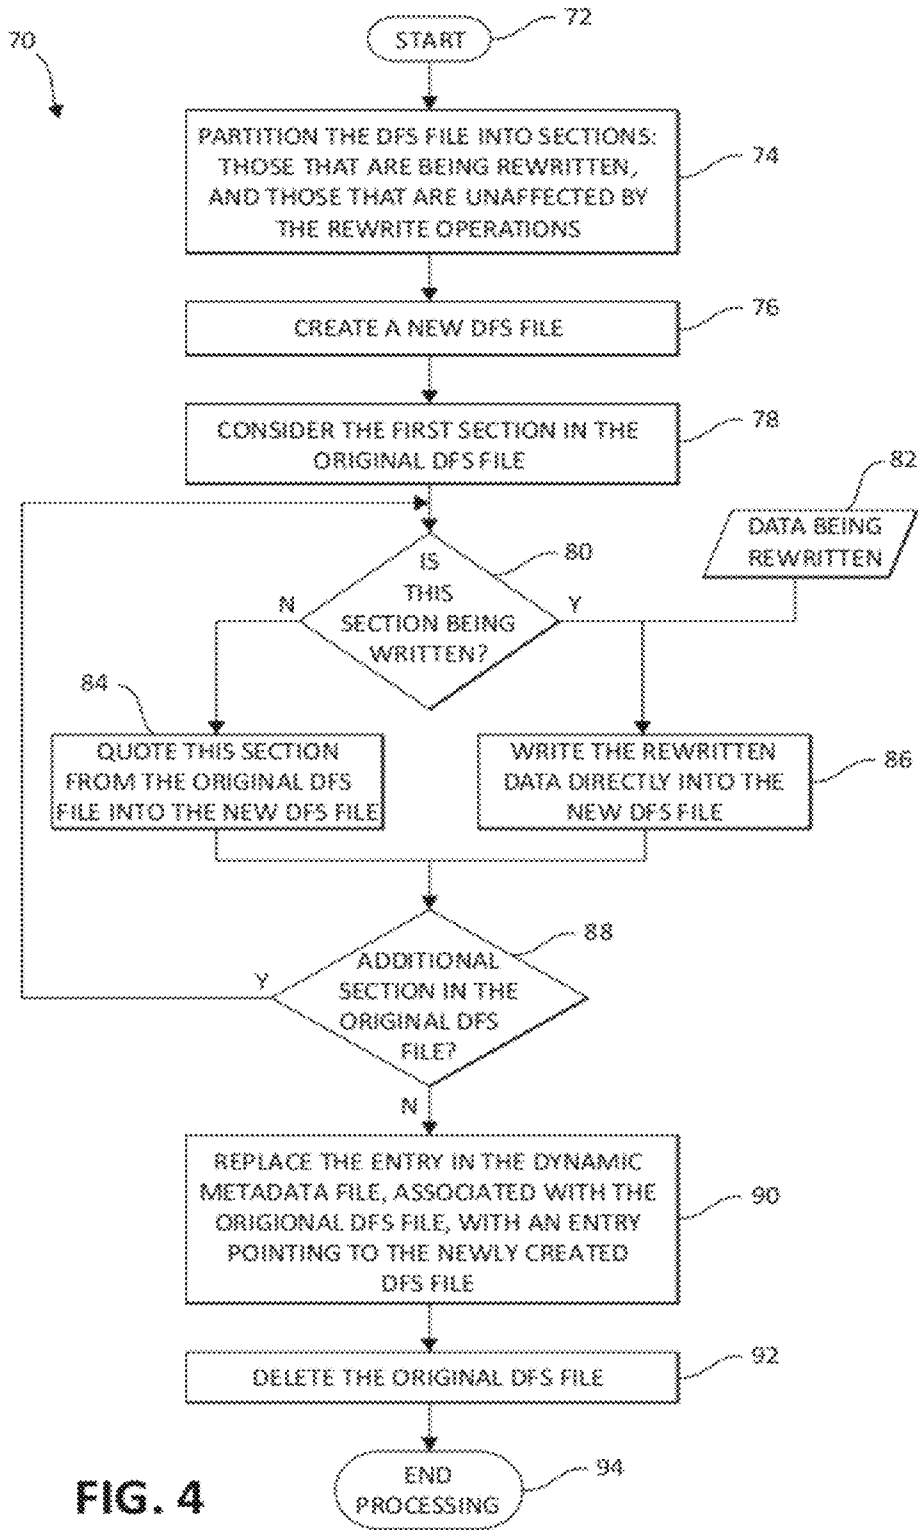 70
START
72
PARTITION THE DFS FILE INTO SECTIONS:
THOSE THAT ARE BEING REWRITTEN,
AND THOSE THAT ARE UNAFFECTED BY
THE REWRITE OPERATIONS
74
CREATE A NEW DFS FILE
76
CONSIDER THE FIRST SECTION IN THE
ORIGINAL DFS FILE
78
82
DATA BEING
REWRITTEN
80
IS
THIS
SECTION BEING
WRITTEN?
N
Y
84
QUOTE THIS SECTION
FROM THE ORIGINAL DFS
FILE INTO THE NEW DFS FILE
WRITE THE REWRITTEN
DATA DIRECTLY INTO THE
NEW DFS FILE
86
88
ADDITIONAL
SECTION IN THE
ORIGINAL DFS
FILE?
Y
N
REPLACE THE ENTRY IN THE DYNAMIC
METADATA FILE, ASSOCIATED WITH THE
ORIGIONAL DFS FILE, WITH AN ENTRY
POINTING TO THE NEWLY CREATED
DFS FILE
90
DELETE THE ORIGINAL DFS FILE
92
END
PROCESSING
94
FIG. 4